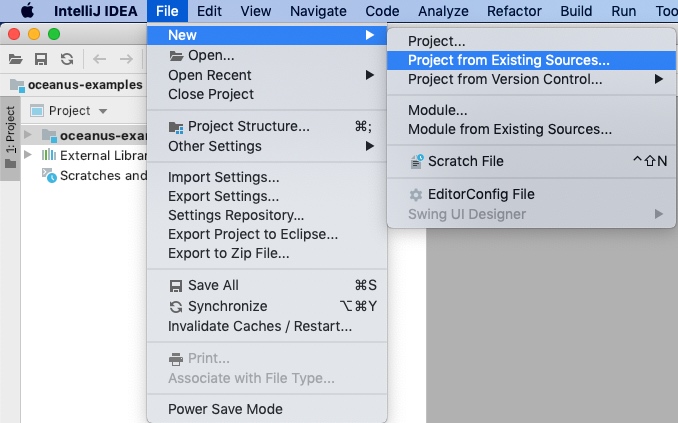 IntelliJ IDEA File Edit View Navigate Code Analyze Refactor Build Run Too
oceanus-examples
1: Project
Project
oceanus-exa
External Libra
Scratches and
New
Open...
Open Recent
Close Project
Project Structure... ⌘;
Other Settings
Import Settings...
Export Settings...
Settings Repository...
Export Project to Eclipse...
Export to Zip File...
Save All ⌘S
Synchronize ⌥⌘Y
Invalidate Caches / Restart...
Print...
Associate with File Type...
Power Save Mode
Project...
Project from Existing Sources...
Project from Version Control...
Module...
Module from Existing Sources...
Scratch File ^⇧N
EditorConfig File
Swing UI Designer